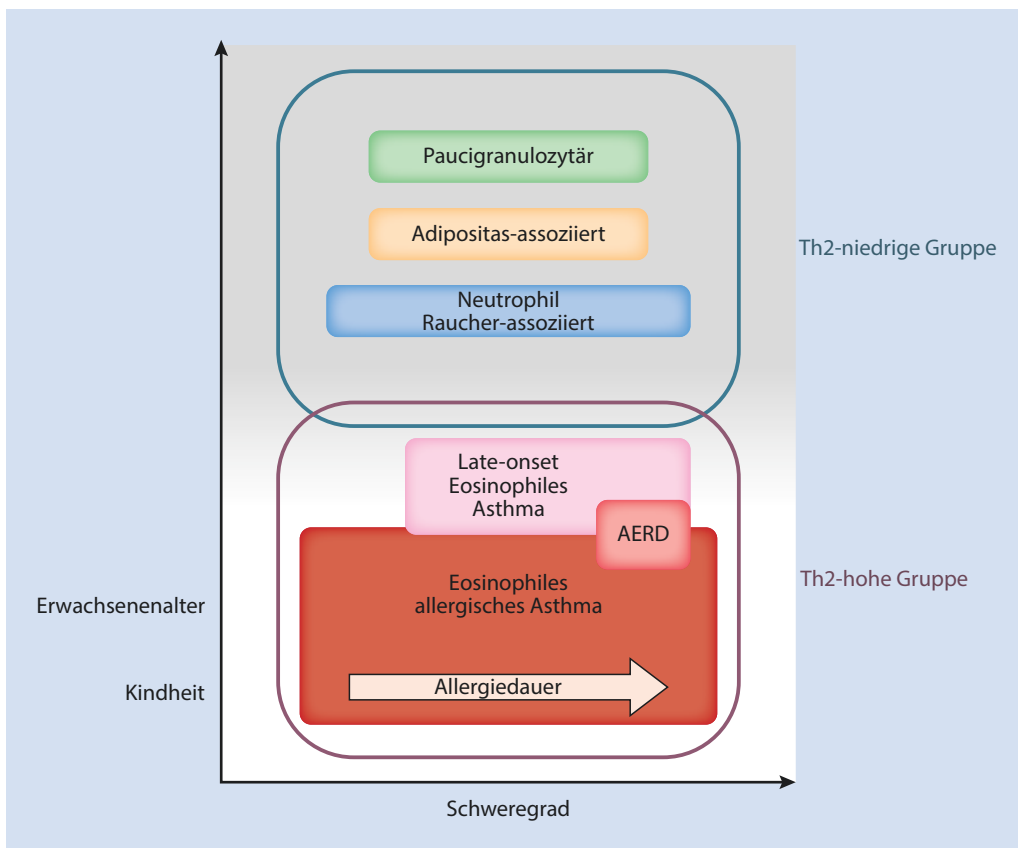 Paucigranulozytär
Adipositas-assoziiert
Neutrophil
Raucher-assoziiert
Th2-niedrige Gruppe
Late-onset
Eosinophiles
Asthma
AERD
Eosinophiles
allergisches Asthma
Th2-hohe Gruppe
Erwachsenenalter
Kindheit
Allergiedauer
Schweregrad